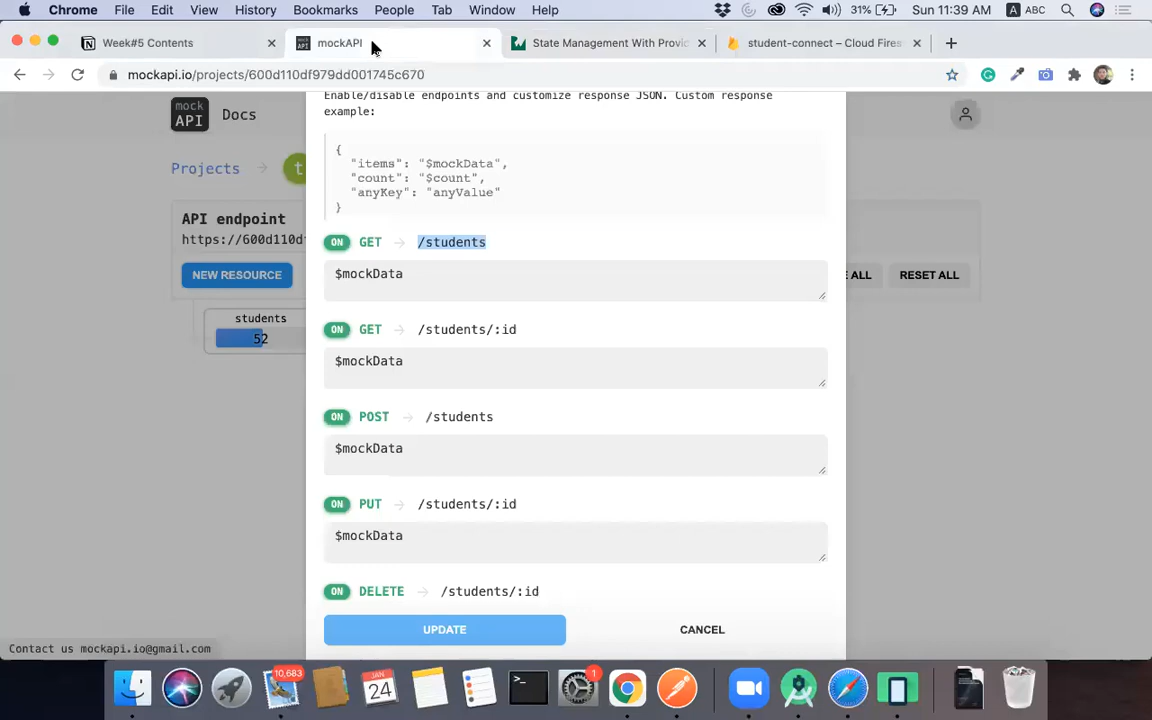 Chrome File Edit View History Bookmarks People Tab Window Help 31% Sun 11:39 AM A ABC
Week#5 Contents mockAPI State Management With Provid student-connect – Cloud Fires
mockapi.io/projects/600d110df979dd001745c670
mock
API
Docs
Projects
t
API endpoint
https://600d110df
NEW RESOURCE
E ALL
RESET ALL
students
52
Enable/disable endpoints and customize response JSON. Custom response
example:
{
"items": "$mockData",
"count": "$count",
"anyKey": "anyValue"
}
ON GET → /students
$mockData
ON GET → /students/:id
$mockData
ON POST → /students
$mockData
ON PUT → /students/:id
$mockData
ON DELETE → /students/:id
UPDATE CANCEL
Contact us mockapi.io@gmail.com
10,683
JAN
24
>_
1